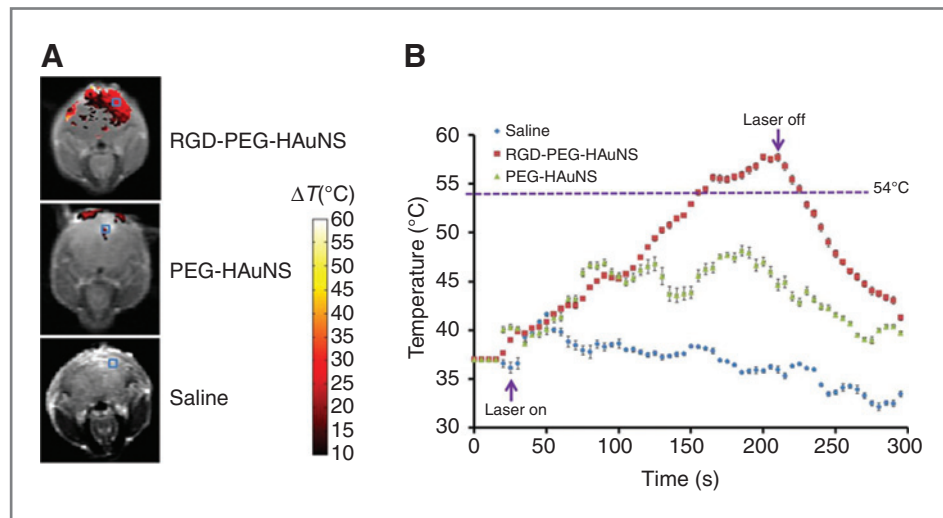 A
B
RGD-PEG-HAuNS
PEG-HAuNS
Saline
ΔT(°C)
60
55
50
45
40
35
30
25
20
15
10
Temperature (°C)
60
55
50
45
40
35
30
Saline
RGD-PEG-HAuNS
PEG-HAuNS
Laser off
54°C
Laser on
0
50
100
150
200
250
300
Time (s)